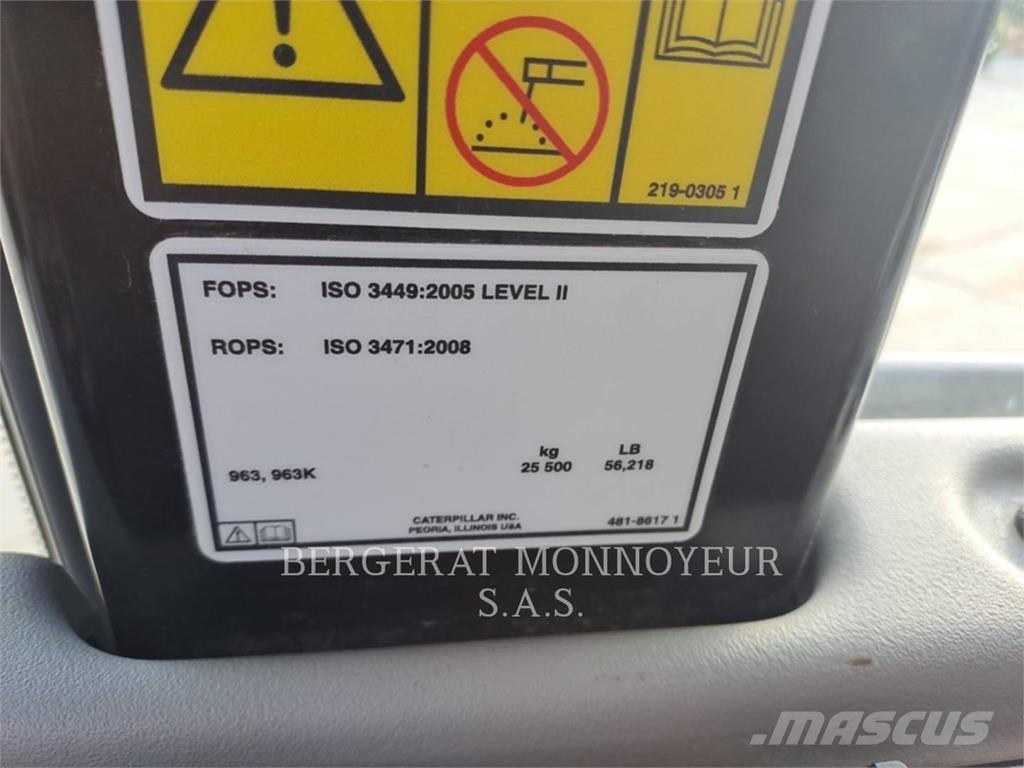 219-0305 1
FOPS: ISO 3449:2005 LEVEL II
ROPS: ISO 3471:2008
kg LB
963, 963K 25 500 56,218
CATERPILLAR INC.
PEORIA, ILLINOIS USA
481-8617 1
BERGERAT MONNOYEUR
S.A.S.
MASCUS